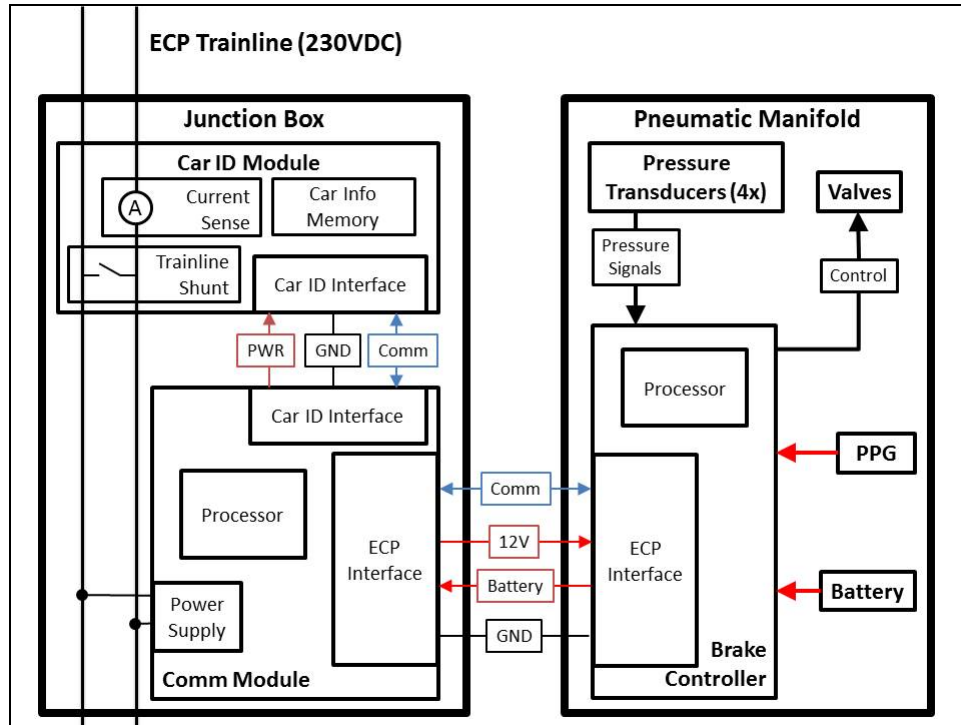 ECP Trainline (230VDC)
Junction Box
Car ID Module
A
Current
Sense
Car Info
Memory
Trainline
Shunt
Car ID Interface
PWR
GND
Comm
Car ID Interface
Processor
ECP
Interface
Power
Supply
Comm Module
Comm
12V
Battery
GND
Pneumatic Manifold
Pressure
Transducers (4x)
Valves
Pressure
Signals
Control
Processor
PPG
ECP
Interface
Battery
Brake
Controller